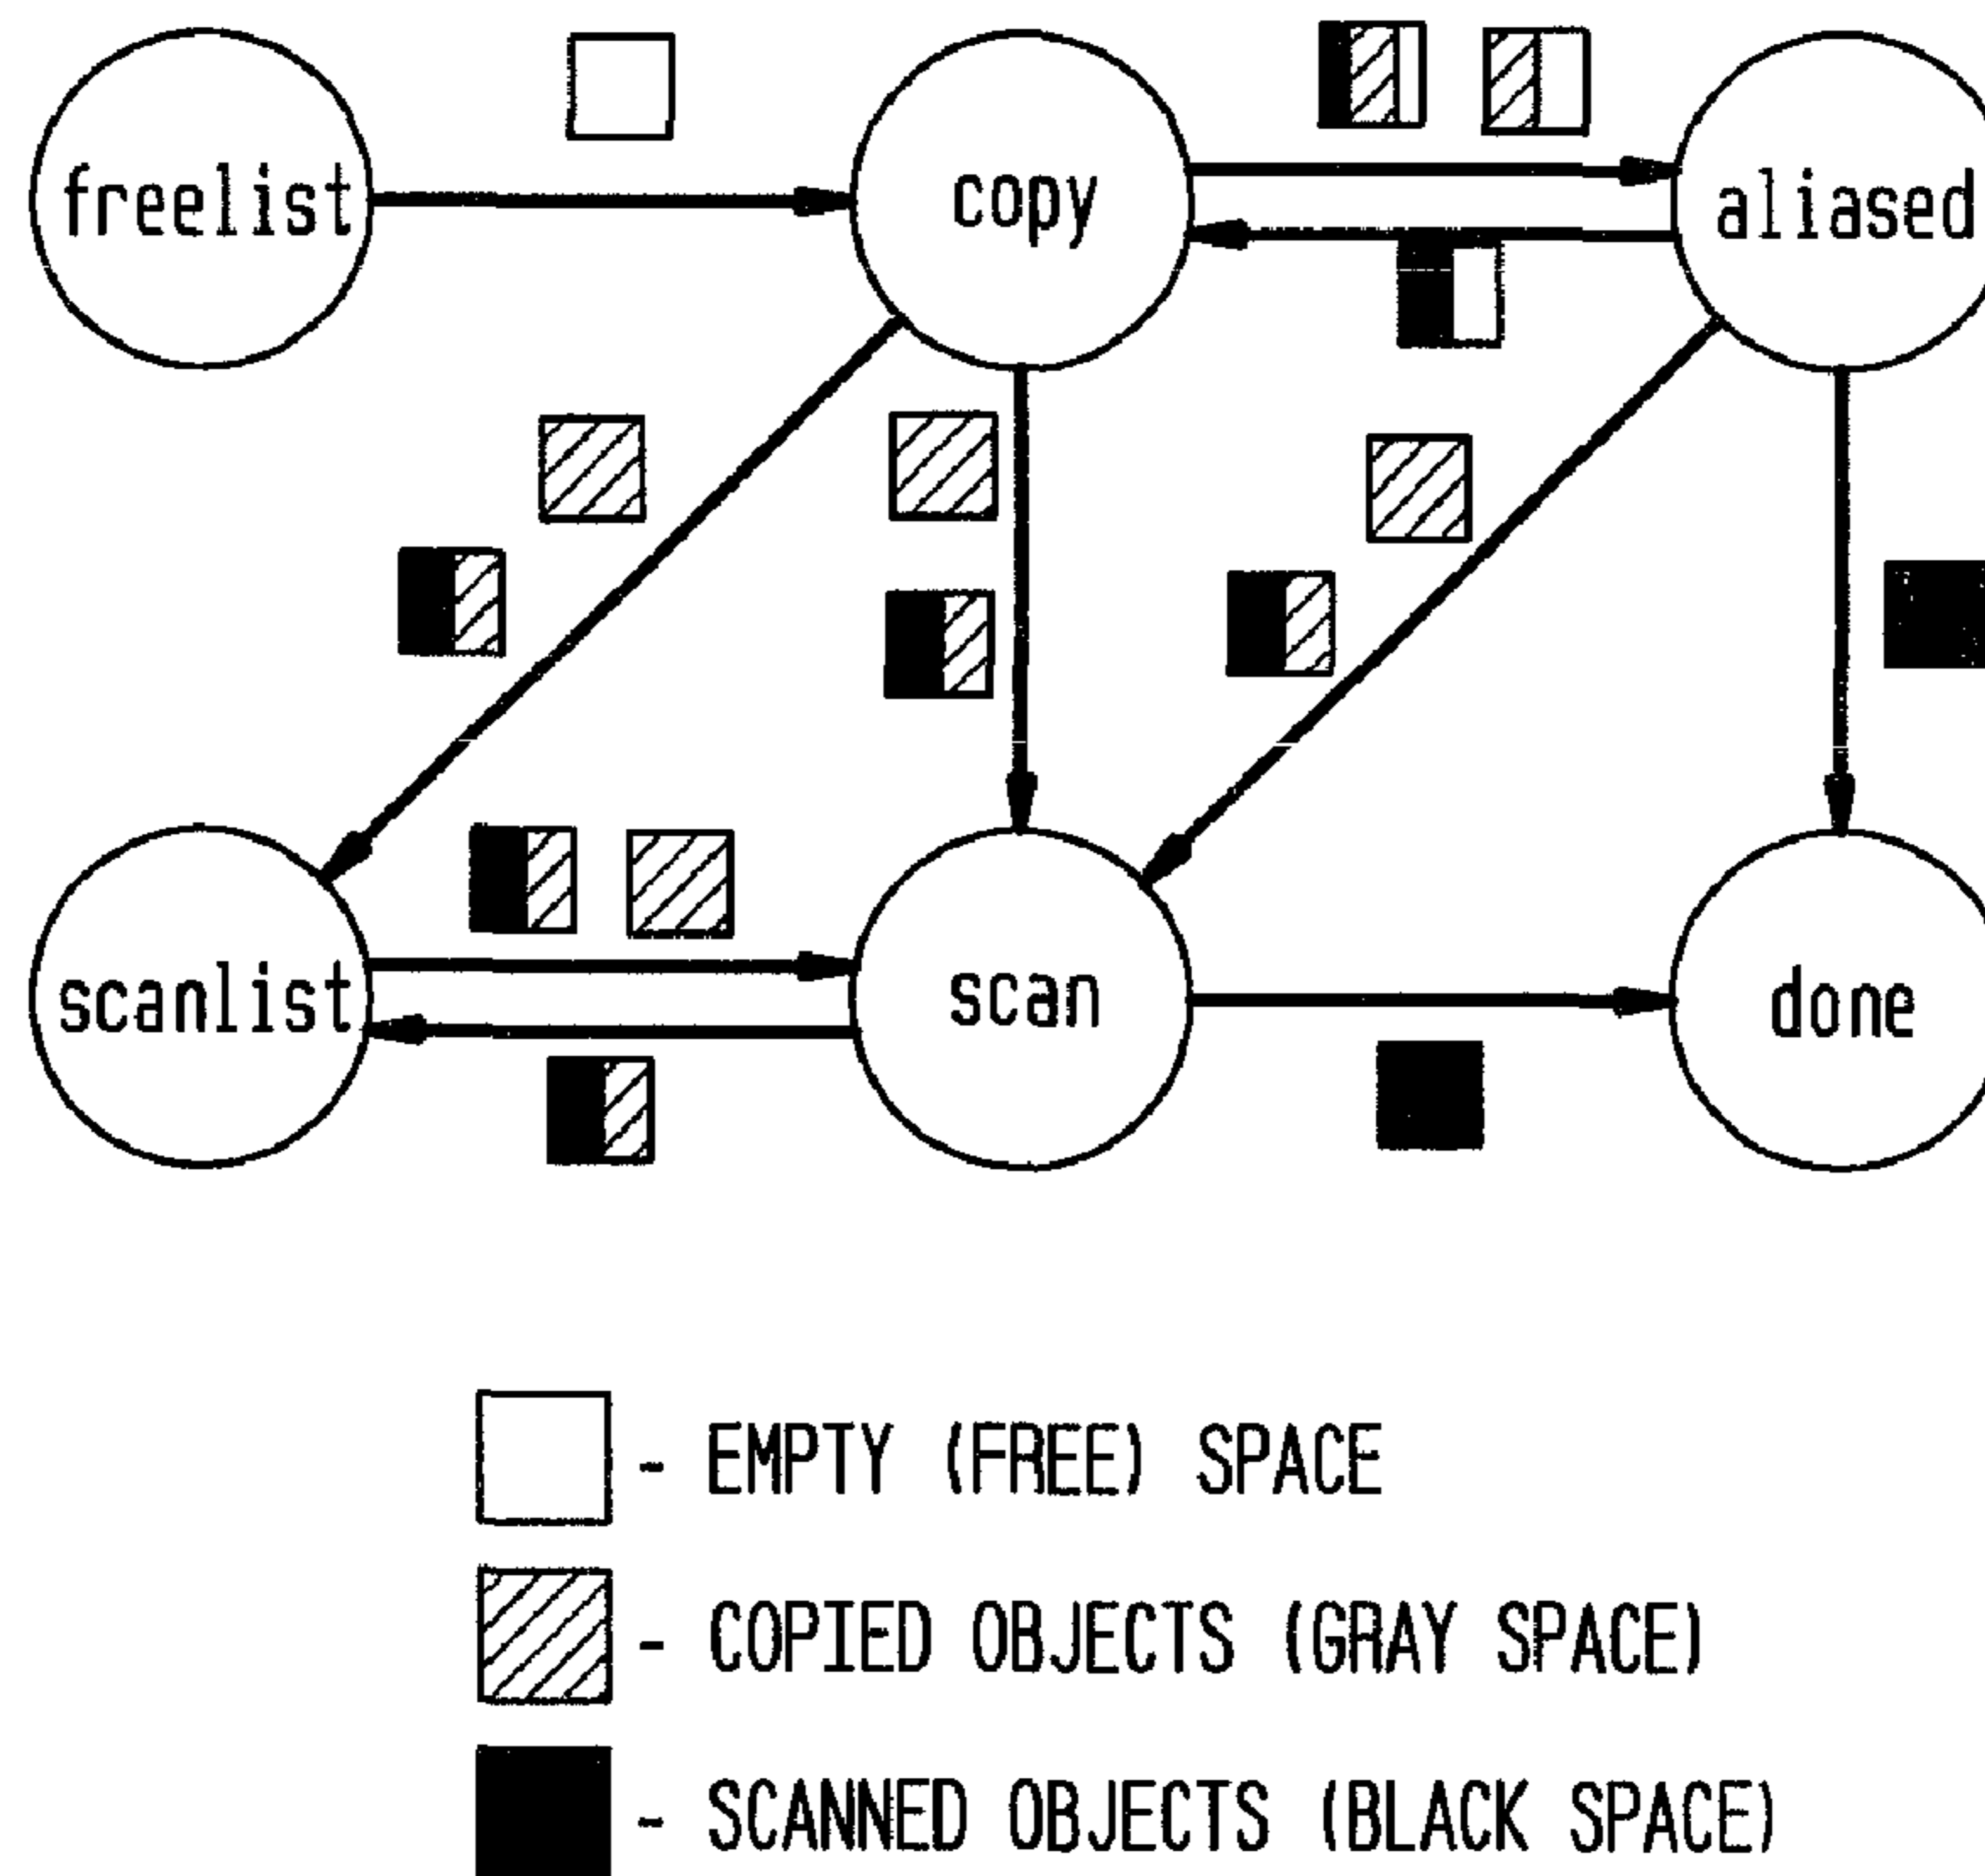 freelist
copy
aliased
scanlist
scan
done
- EMPTY (FREE) SPACE
- COPIED OBJECTS (GRAY SPACE)
- SCANNED OBJECTS (BLACK SPACE)